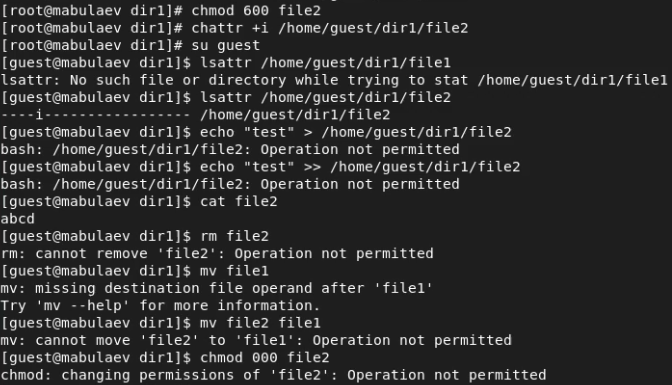 [root@mabulaev dir1]# chmod 600 file2
[root@mabulaev dir1]# chattr +i /home/guest/dir1/file2
[root@mabulaev dir1]# su guest
[guest@mabulaev dir1]$ lsattr /home/guest/dir1/file1
lsattr: No such file or directory while trying to stat /home/guest/dir1/file1
[guest@mabulaev dir1]$ lsattr /home/guest/dir1/file2
----i----------------- /home/guest/dir1/file2
[guest@mabulaev dir1]$ echo "test" > /home/guest/dir1/file2
bash: /home/guest/dir1/file2: Operation not permitted
[guest@mabulaev dir1]$ echo "test" >> /home/guest/dir1/file2
bash: /home/guest/dir1/file2: Operation not permitted
[guest@mabulaev dir1]$ cat file2
abcd
[guest@mabulaev dir1]$ rm file2
rm: cannot remove 'file2': Operation not permitted
[guest@mabulaev dir1]$ mv file1
mv: missing destination file operand after 'file1'
Try 'mv --help' for more information.
[guest@mabulaev dir1]$ mv file2 file1
mv: cannot move 'file2' to 'file1': Operation not permitted
[guest@mabulaev dir1]$ chmod 000 file2
chmod: changing permissions of 'file2': Operation not permitted